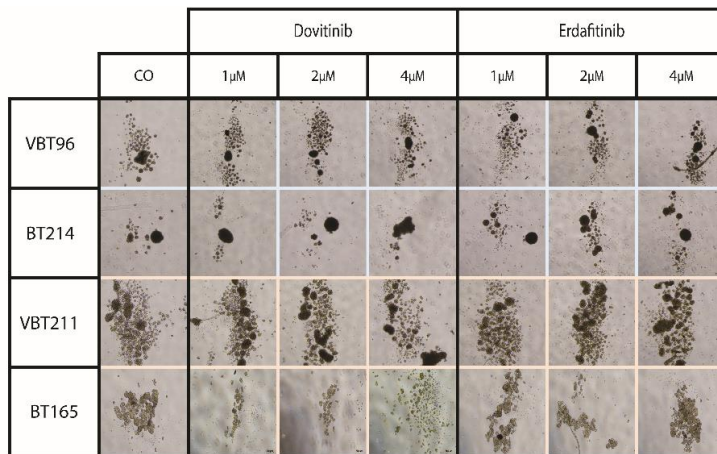 Dovitinib Erdafitinib
CO 1µM 2µM 4µM 1µM 2µM 4µM
VBT96
BT214
VBT211
BT165